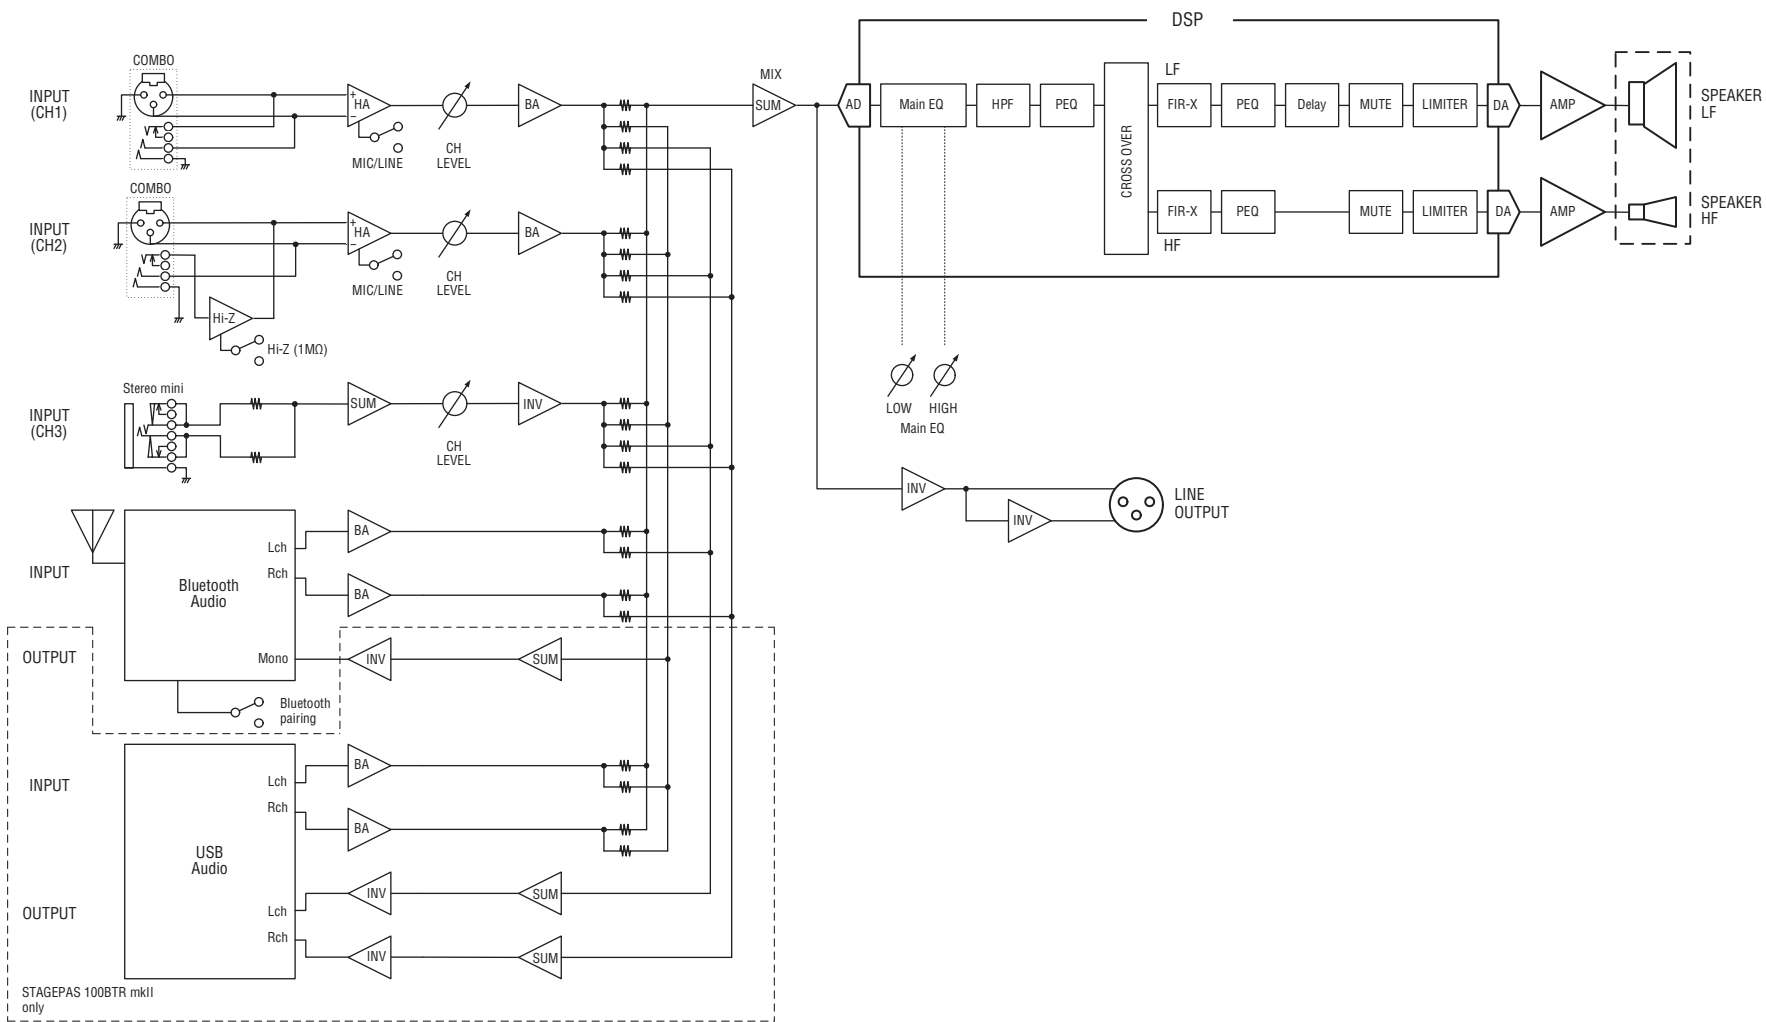 DSP
COMBO
INPUT
(CH1)
+
HA
−
MIC/LINE
CH
LEVEL
BA
MIX
SUM
AD
Main EQ
HPF
PEQ
CROSS OVER
LF
FIR-X
PEQ
Delay
MUTE
LIMITER
DA
AMP
SPEAKER
LF
COMBO
INPUT
(CH2)
+
HA
−
MIC/LINE
CH
LEVEL
BA
FIR-X
HF
PEQ
MUTE
LIMITER
DA
AMP
SPEAKER
HF
Hi-Z
Hi-Z (1MΩ)
Stereo mini
INPUT
(CH3)
SUM
CH
LEVEL
INV
LOW
HIGH
Main EQ
INV
INV
LINE
OUTPUT
INPUT
Bluetooth
Audio
Lch
Rch
BA
BA
OUTPUT
Mono
INV
SUM
Bluetooth
pairing
INPUT
USB
Audio
Lch
Rch
BA
BA
OUTPUT
Lch
Rch
INV
SUM
INV
SUM
STAGEPAS 100BTR mkII
only